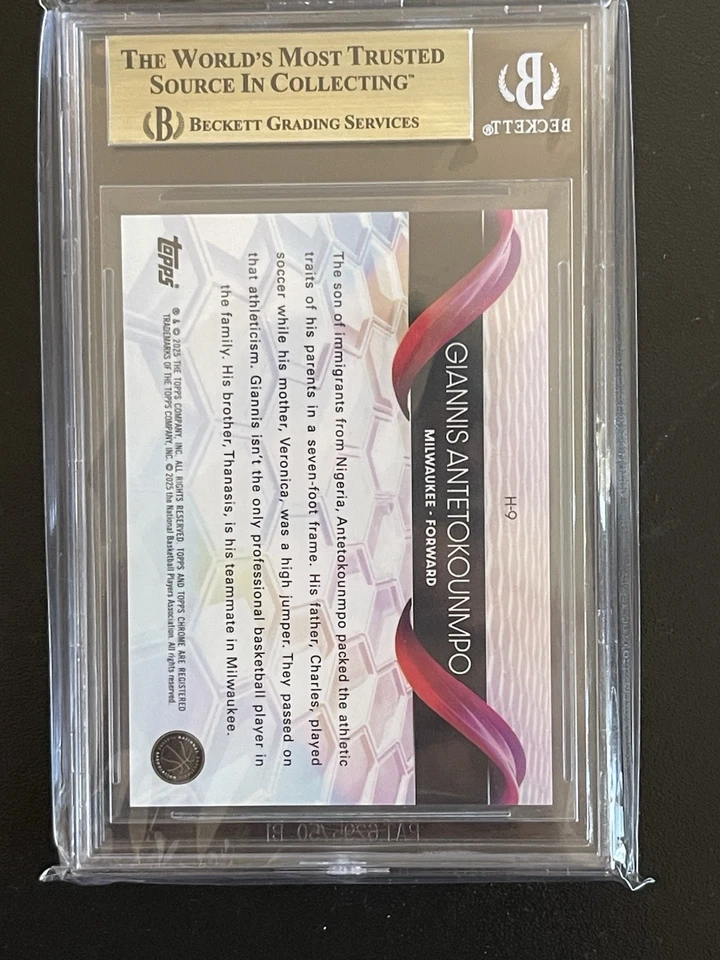 THE WORLD'S MOST TRUSTED
SOURCE IN COLLECTING™
B BECKETT GRADING SERVICES
B
BECKETT®
H-9
GIANNIS ANTETOKOUNMPO
MILWAUKEE • FORWARD
The son of immigrants from Nigeria, Antetokounmpo packed the athletic
traits of his parents in a seven-foot frame. His father, Charles, played
soccer while his mother, Veronica, was a high jumper. They passed on
that athleticism. Giannis isn't the only professional basketball player in
the family. His brother, Thanasis, is his teammate in Milwaukee.
topps
® & © 2025 THE TOPPS COMPANY, INC. ALL RIGHTS RESERVED. TOPPS AND TOPPS CHROME ARE REGISTERED
TRADEMARKS OF THE TOPPS COMPANY, INC. © 2025 the National Basketball Players Association. All rights reserved.